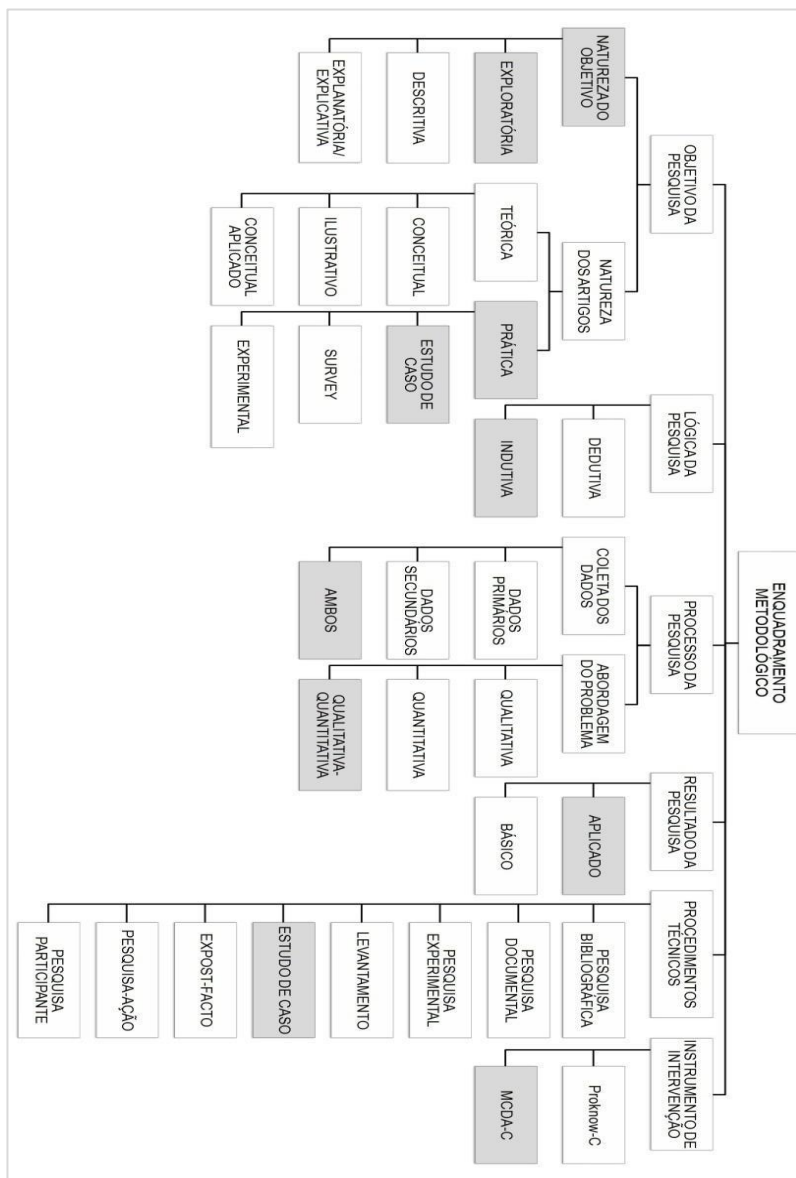 ENQUADRAMENTO
METODOLÓGICO
OBJETIVO DA
PESQUISA
NATUREZA DO
OBJETIVO
EXPLORATÓRIA
DESCRITIVA
EXPLANATÓRIA/
EXPLICATIVA
NATUREZA
DOS ARTIGOS
TEÓRICA
CONCEITUAL
ILUSTRATIVO
CONCEITUAL
APLICADO
PRÁTICA
ESTUDO DE
CASO
SURVEY
EXPERIMENTAL
LÓGICA DA
PESQUISA
DEDUTIVA
INDUTIVA
PROCESSO DA
PESQUISA
COLETA DOS
DADOS
DADOS
PRIMÁRIOS
DADOS
SECUNDÁRIOS
AMBOS
ABORDAGEM
DO PROBLEMA
QUALITATIVA
QUANTITATIVA
QUALITATIVA-
QUANTITATIVA
RESULTADO DA
PESQUISA
APLICADO
BÁSICO
PROCEDIMENTOS
TÉCNICOS
PESQUISA
BIBLIOGRÁFICA
PESQUISA
DOCUMENTAL
PESQUISA
EXPERIMENTAL
LEVANTAMENTO
ESTUDO DE CASO
EXPOST-FACTO
PESQUISA-AÇÃO
PESQUISA
PARTICIPANTE
INSTRUMENTO DE
INTERVENÇÃO
Proknow-C
MCDA-C